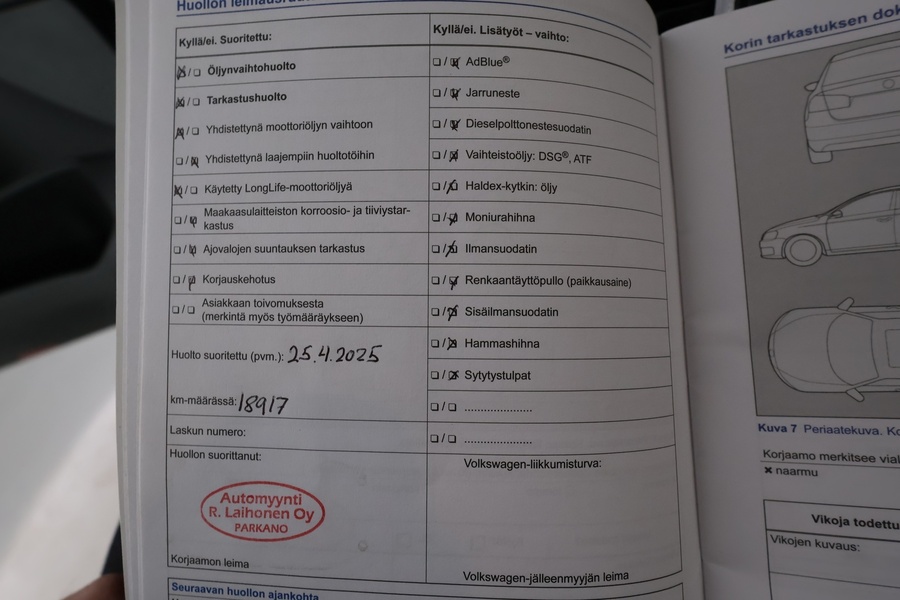 Huollon
Kyllä/ei. Suoritettu:
Öljynvaihtohuolto
Tarkastushuolto
Yhdistettynä moottoriöljyn vaihtoon
Yhdistettynä laajempiin huoltotöihin
Käytetty LongLife-moottoriöljyä
Maakaasulaitteiston korroosio- ja tiiviystar-
kastus
Ajovalojen suuntauksen tarkastus
Korjauskehotus
Asiakkaan toivomuksesta
(merkintä myös työmääräykseen)
Huolto suoritettu (pvm.): 25.4.2025
km-määrässä: 18917
Laskun numero:
Huollon suorittanut:
Automyynti
R. Laihonen Oy
PARKANO
Korjaamon leima
Seuraavan huollon ajankohta
Kyllä/ei. Lisätyöt – vaihto:
AdBlue®
Jarruneste
Dieselpolttonestesuodatin
Vaihteistoöljy: DSG®, ATF
Haldex-kytkin: öljy
Moniurahihna
Ilmansuodatin
Renkaantäyttöpullo (paikkausaine)
Sisäilmansuodatin
Hammashihna
Sytytystulpat
.....................
.....................
Volkswagen-liikkumisturva:
Volkswagen-jälleenmyyjän leima
Korin tarkastuksen
Kuva 7 Periaatekuva.
Korjaamo merkitsee
× naarmu
Vikoja
Vikojen kuvaus: